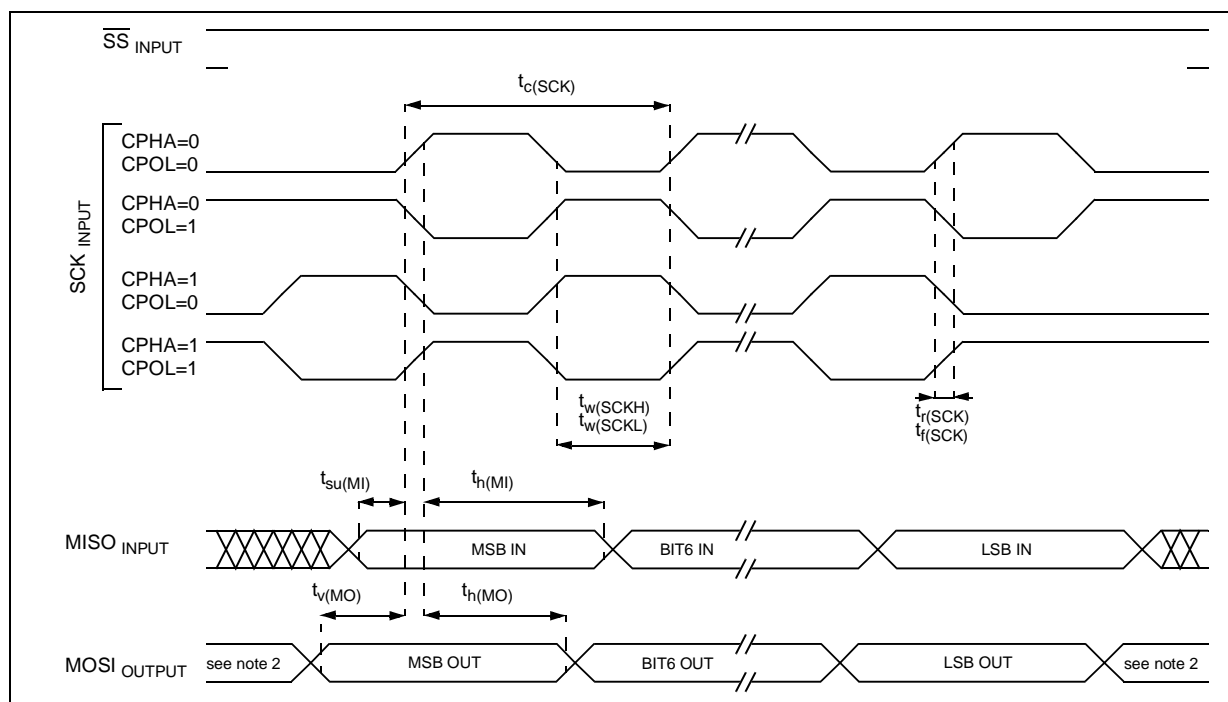 SS INPUT
tc(SCK)
SCK INPUT
CPHA=0
CPOL=0
CPHA=0
CPOL=1
CPHA=1
CPOL=0
CPHA=1
CPOL=1
tw(SCKH)
tw(SCKL)
tr(SCK)
tf(SCK)
tsu(MI)
th(MI)
MISO INPUT
MSB IN
BIT6 IN
LSB IN
tv(MO)
th(MO)
MOSI OUTPUT
see note 2
MSB OUT
BIT6 OUT
LSB OUT
see note 2